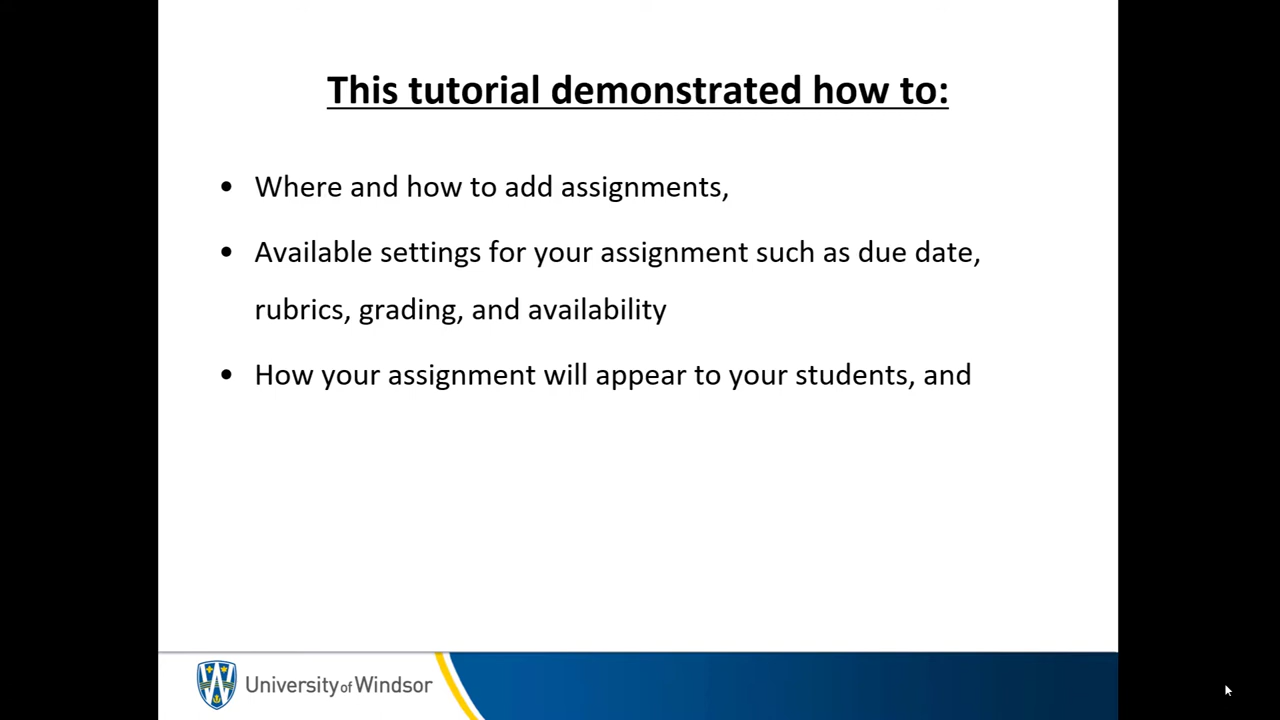 This tutorial demonstrated how to:
• Where and how to add assignments,
• Available settings for your assignment such as due date,
rubrics, grading, and availability
• How your assignment will appear to your students, and
University of Windsor